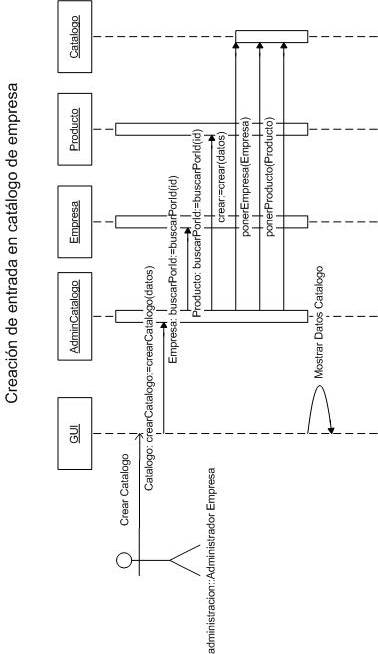 Creación de entrada en catálogo de empresa
GUI
AdminCatalogo
Empresa
Producto
Catalogo
Crear Catalogo
Catalogo: crearCatalogo:=crearCatalogo(datos)
Empresa: buscarPorId:=buscarPorId(id)
Producto: buscarPorId:=buscarPorId(id)
crear:=crear(datos)
ponerEmpresa(Empresa)
ponerProducto(Producto)
Mostrar Datos Catalogo
administracion::Administrador Empresa